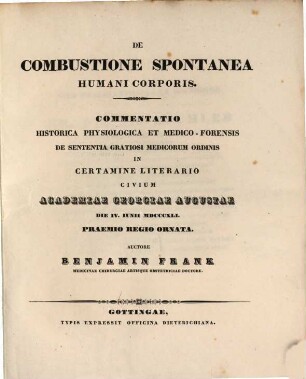 DE
COMBUSTIONE SPONTANEA
HUMANI CORPORIS.
COMMENTATIO
HISTORICA PHYSIOLOGICA ET MEDICO-FORENSIS
DE SENTENTIA GRATIOSI MEDICORUM ORDINIS
IN
CERTAMINE LITERARIO
CIVIUM
ACADEMIAE GEORGIAE AUGUSTAE
DIE IV. IUNII MDCCCXLI.
PRAEMIO REGIO ORNATA.
AUCTORE
BENJAMIN FRANK
MEDICINAE CHIRURGIAE ARTISQUE OBSTETRICIAE DOCTORE.
GOTTINGAE,
TYPIS EXPRESSIT OFFICINA DIETERICHIANA.